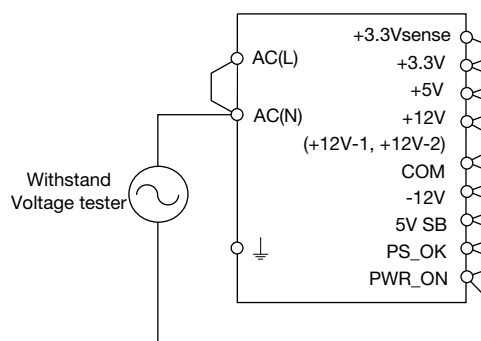 +3.3Vsense
AC(L)
+3.3V
+5V
AC(N)
+12V
(+12V-1, +12V-2)
COM
Withstand
Voltage tester
-12V
5V SB
PS_OK
PWR_ON